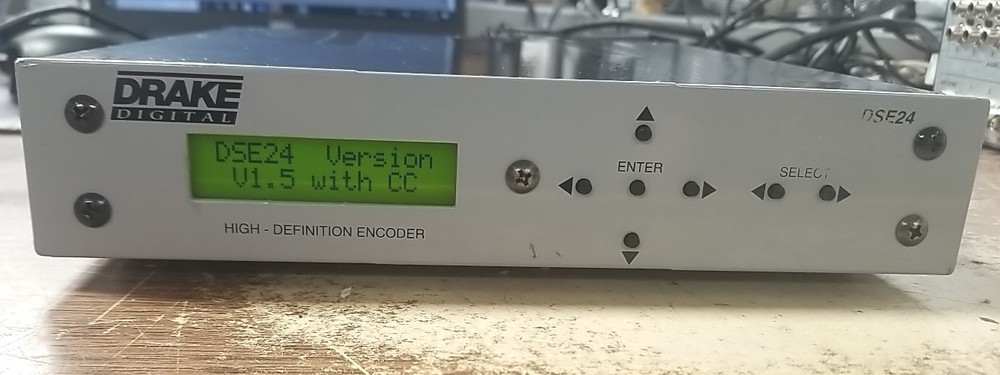 DRAKE
DIGITAL
DSE24
DSE24 Version
V1.5 with CC
ENTER
SELECT
HIGH - DEFINITION ENCODER